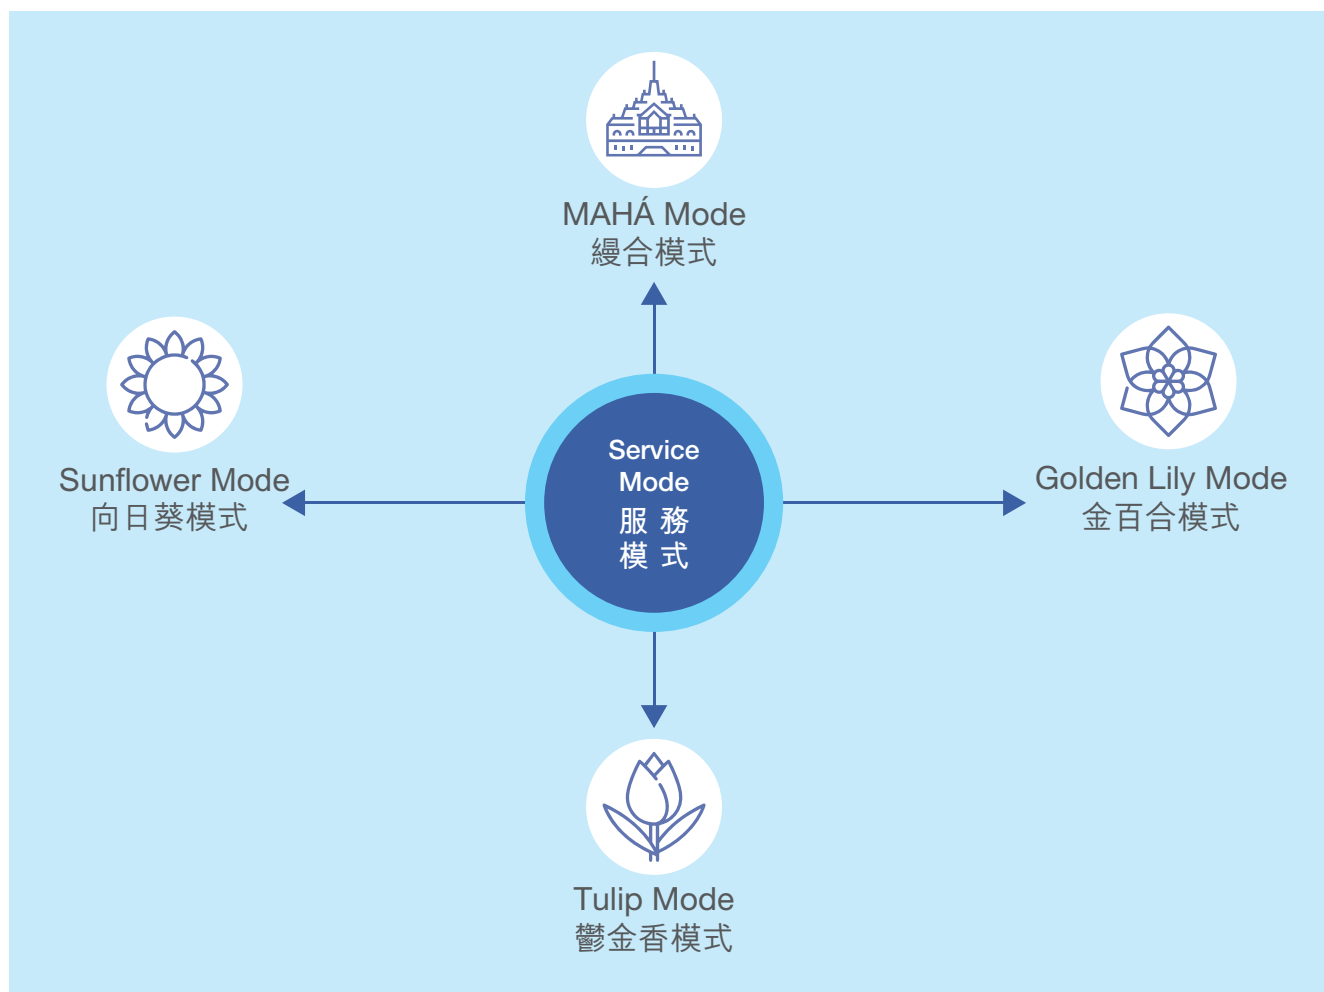 MAHÁ Mode
縵合模式
Sunflower Mode
向日葵模式
Service
Mode
服務
模式
Golden Lily Mode
金百合模式
Tulip Mode
鬱金香模式